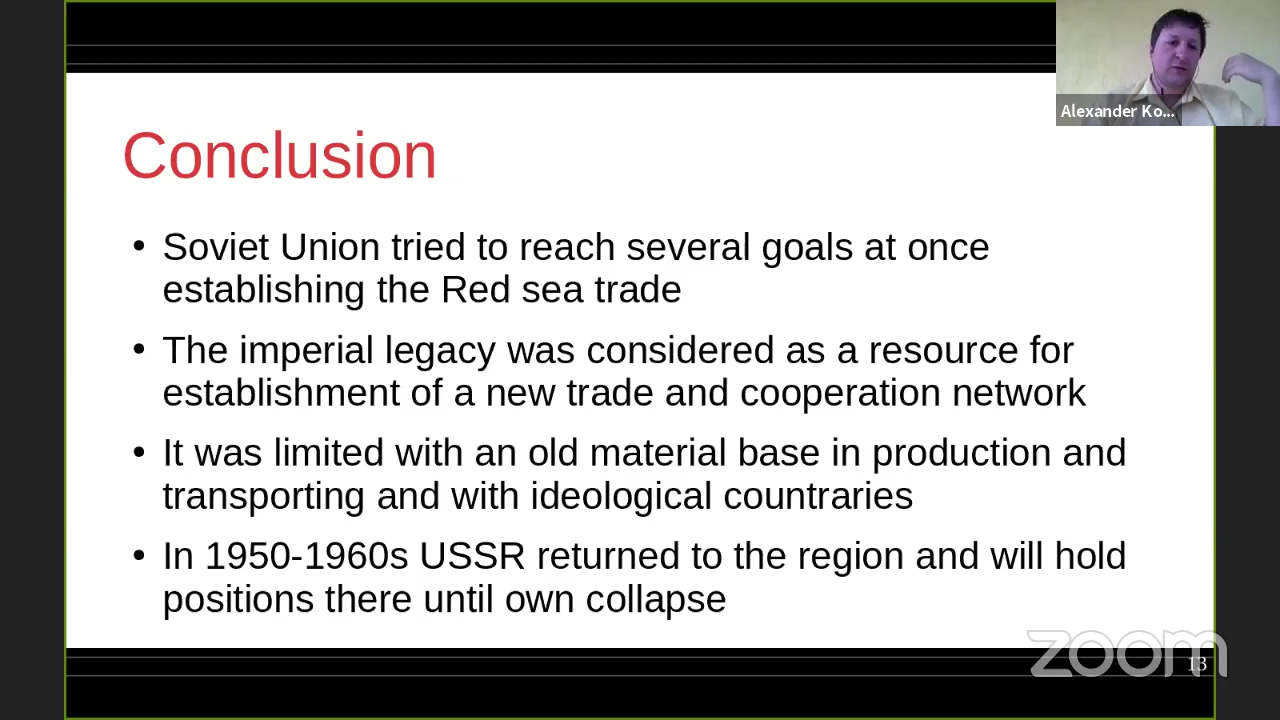 Alexander Ko...
Conclusion
• Soviet Union tried to reach several goals at once
establishing the Red sea trade
• The imperial legacy was considered as a resource for
establishment of a new trade and cooperation network
• It was limited with an old material base in production and
transporting and with ideological countraries
• In 1950-1960s USSR returned to the region and will hold
positions there until own collapse
zoom
13